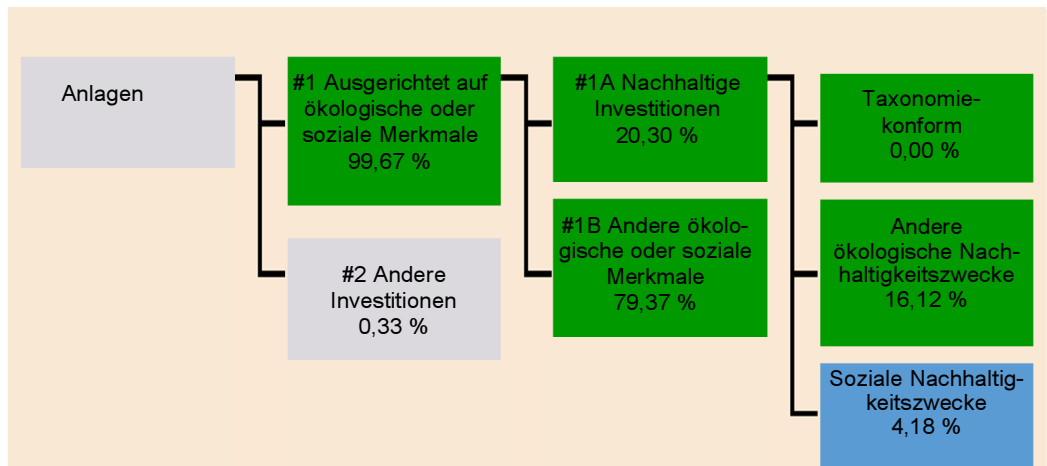 Anlagen
#1 Ausgerichtet auf
ökologische oder
soziale Merkmale
99,67 %
#2 Andere
Investitionen
0,33 %
#1A Nachhaltige
Investitionen
20,30 %
#1B Andere ökolo-
gische oder soziale
Merkmale
79,37 %
Taxonomie-
konform
0,00 %
Andere
ökologische Nach-
haltigkeitszwecke
16,12 %
Soziale Nachhaltig-
keitszwecke
4,18 %